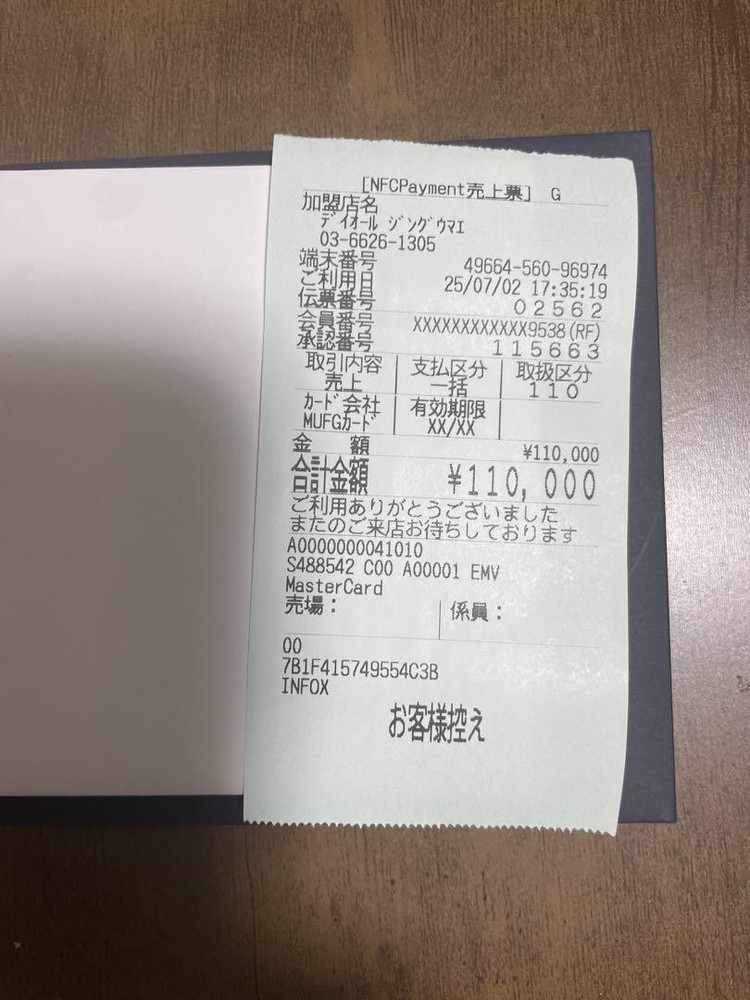 [NFCPayment売上票] G
加盟店名
ディオール ジングウマエ
03-6626-1305
端末番号 49664-560-96974
ご利用日 25/07/02 17:35:19
伝票番号 02562
会員番号 XXXXXXXXXXXX9538(RF)
承認番号 115663
取引内容 支払区分 取扱区分
売上 一括 110
カード会社 有効期限
MUFGカード XX/XX
金 額 ¥110,000
合計金額 ¥110,000
ご利用ありがとうございました
またのご来店お待ちしております
A0000000041010
S488542 C00 A00001 EMV
MasterCard
売場: 係員:
00
7B1F415749554C3B
INFOX
お客様控え